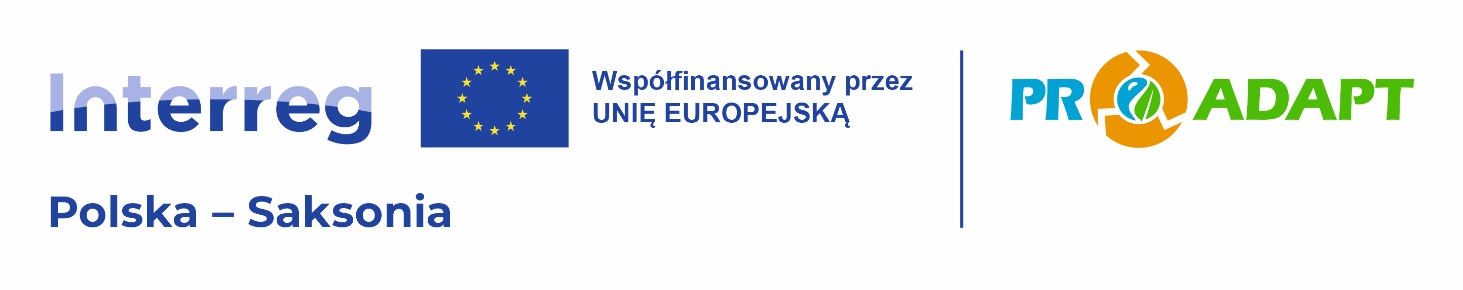 Interreg
Współfinansowany przez
UNIĘ EUROPEJSKĄ
Polska – Saksonia
PRO ADAPT